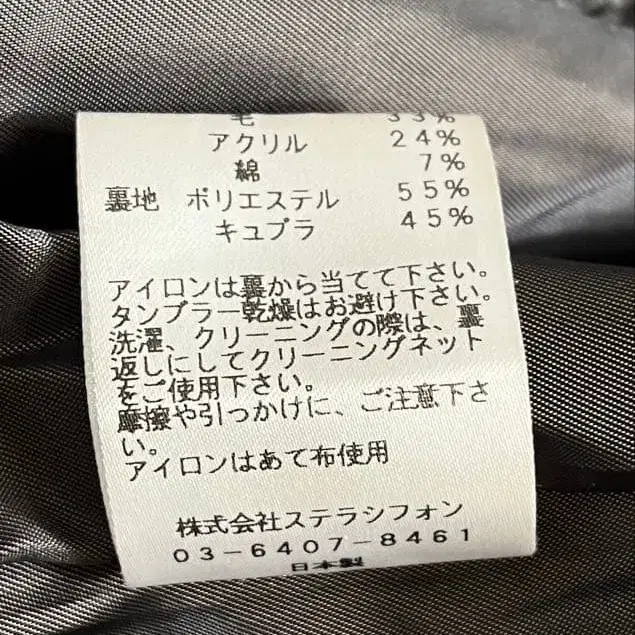 毛 33%
アクリル 24%
綿 7%
裏地 ポリエステル 55%
キュプラ 45%
アイロンは裏から当てて下さい。
タンブラー乾燥はお避け下さい。
洗濯、クリーニングの際は、裏
返しにしてクリーニングネット
をご使用下さい。
摩擦や引っかけに、ご注意下さ
い。
アイロンはあて布使用
株式会社ステラシフォン
03-6407-8461
日本製